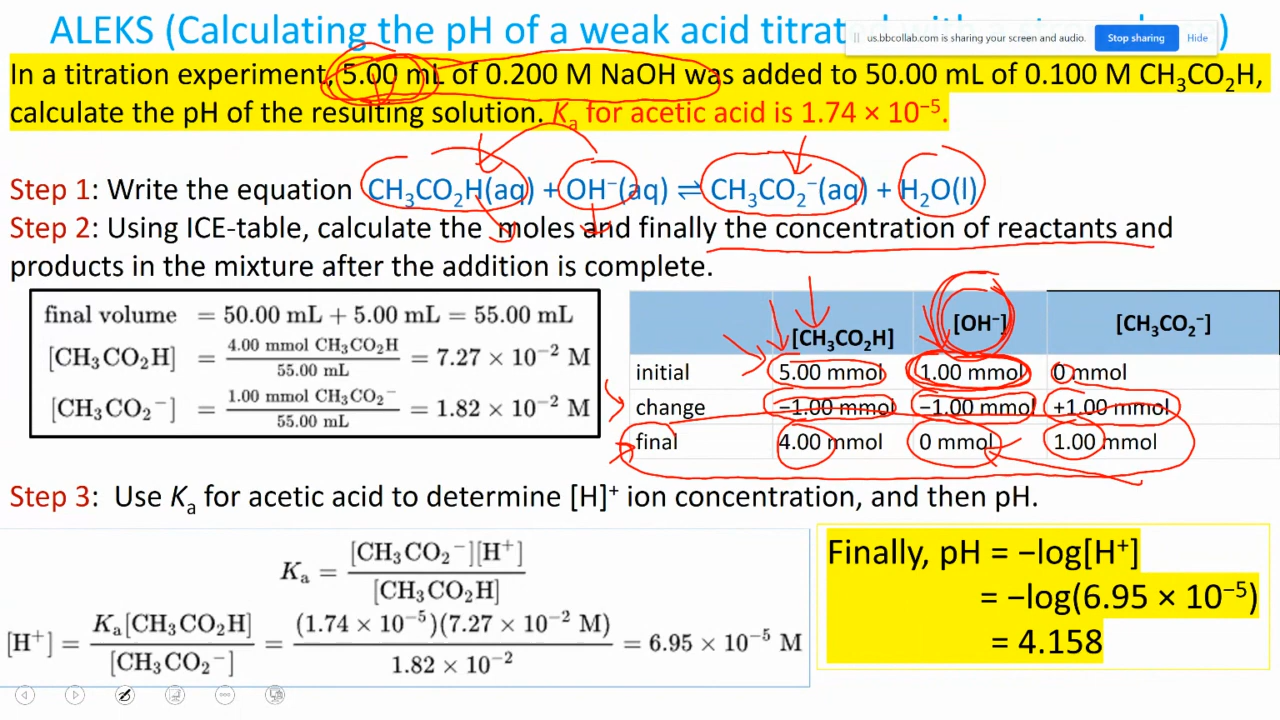 ALEKS (Calculating the pH of a weak acid titrat
us.bbcollab.com is sharing your screen and audio. Stop sharing Hide
In a titration experiment, 5.00 mL of 0.200 M NaOH was added to 50.00 mL of 0.100 M CH₃CO₂H,
calculate the pH of the resulting solution. Kₐ for acetic acid is 1.74 × 10⁻⁵.
Step 1: Write the equation CH₃CO₂H(aq) + OH⁻(aq) ⇌ CH₃CO₂⁻(aq) + H₂O(l)
Step 2: Using ICE-table, calculate the moles and finally the concentration of reactants and
products in the mixture after the addition is complete.
final volume = 50.00 mL + 5.00 mL = 55.00 mL
[CH₃CO₂H] = 4.00 mmol CH₃CO₂H / 55.00 mL = 7.27 × 10⁻² M
[CH₃CO₂⁻] = 1.00 mmol CH₃CO₂⁻ / 55.00 mL = 1.82 × 10⁻² M
[CH₃CO₂H] [OH⁻] [CH₃CO₂⁻]
initial 5.00 mmol 1.00 mmol 0 mmol
change −1.00 mmol −1.00 mmol +1.00 mmol
final 4.00 mmol 0 mmol 1.00 mmol
Step 3: Use Kₐ for acetic acid to determine [H]⁺ ion concentration, and then pH.
Kₐ = [CH₃CO₂⁻][H⁺] / [CH₃CO₂H]
[H⁺] = Kₐ[CH₃CO₂H] / [CH₃CO₂⁻] = (1.74 × 10⁻⁵)(7.27 × 10⁻² M) / 1.82 × 10⁻² = 6.95 × 10⁻⁵ M
Finally, pH = −log[H⁺]
= −log(6.95 × 10⁻⁵)
= 4.158